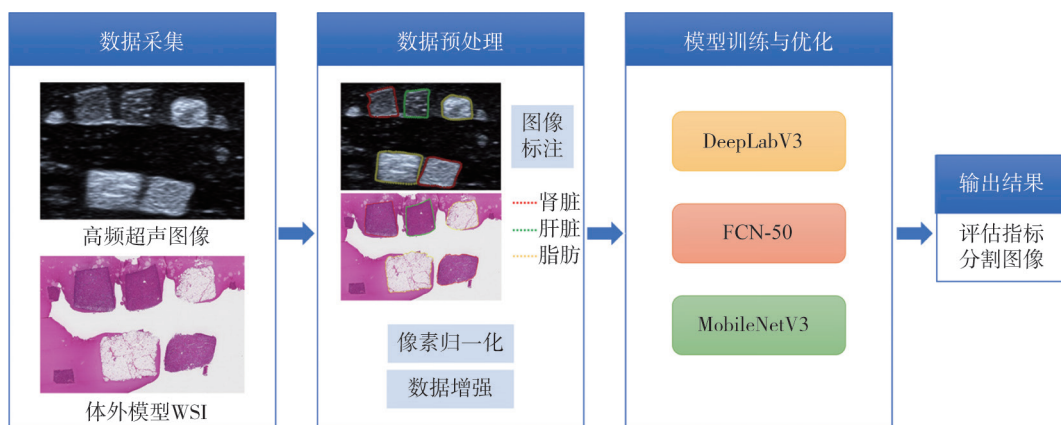 数据采集
高频超声图像
体外模型WSI
数据预处理
图像
标注
肾脏
肝脏
脂肪
像素归一化
数据增强
模型训练与优化
DeepLabV3
FCN-50
MobileNetV3
输出结果
评估指标
分割图像